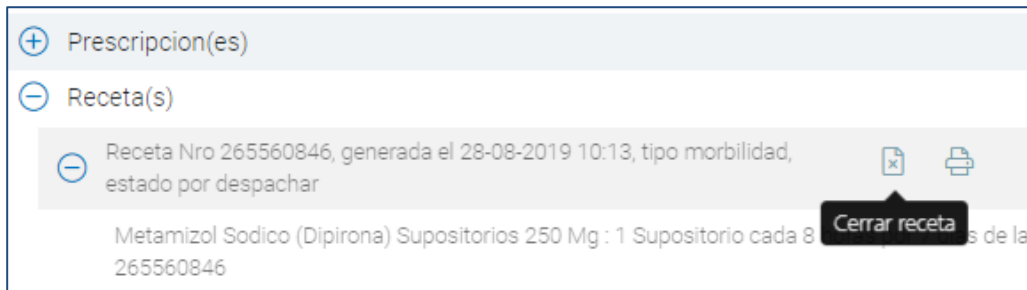 Prescripcion(es)
Receta(s)
Receta Nro 265560846, generada el 28-08-2019 10:13, tipo morbilidad,
estado por despachar
Cerrar receta
Metamizol Sodico (Dipirona) Supositorios 250 Mg : 1 Supositorio cada 8 de la
265560846